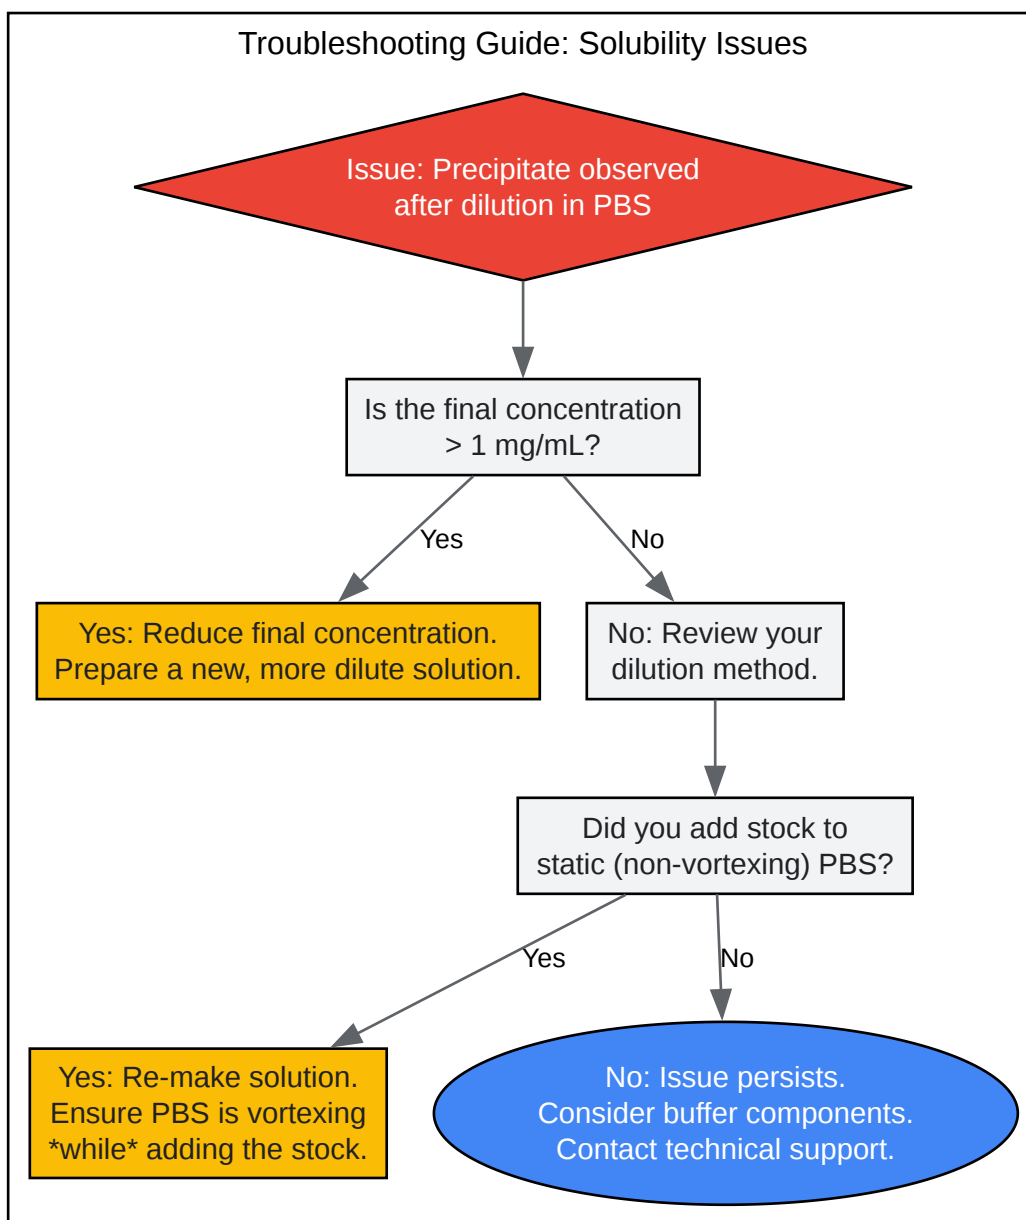 Troubleshooting Guide: Solubility Issues
Issue: Precipitate observed
after dilution in PBS
Is the final concentration
> 1 mg/mL?
Yes
No
Yes: Reduce final concentration.
Prepare a new, more dilute solution.
No: Review your
dilution method.
Did you add stock to
static (non-vortexing) PBS?
Yes
No
Yes: Re-make solution.
Ensure PBS is vortexing
*while* adding the stock.
No: Issue persists.
Consider buffer components.
Contact technical support.